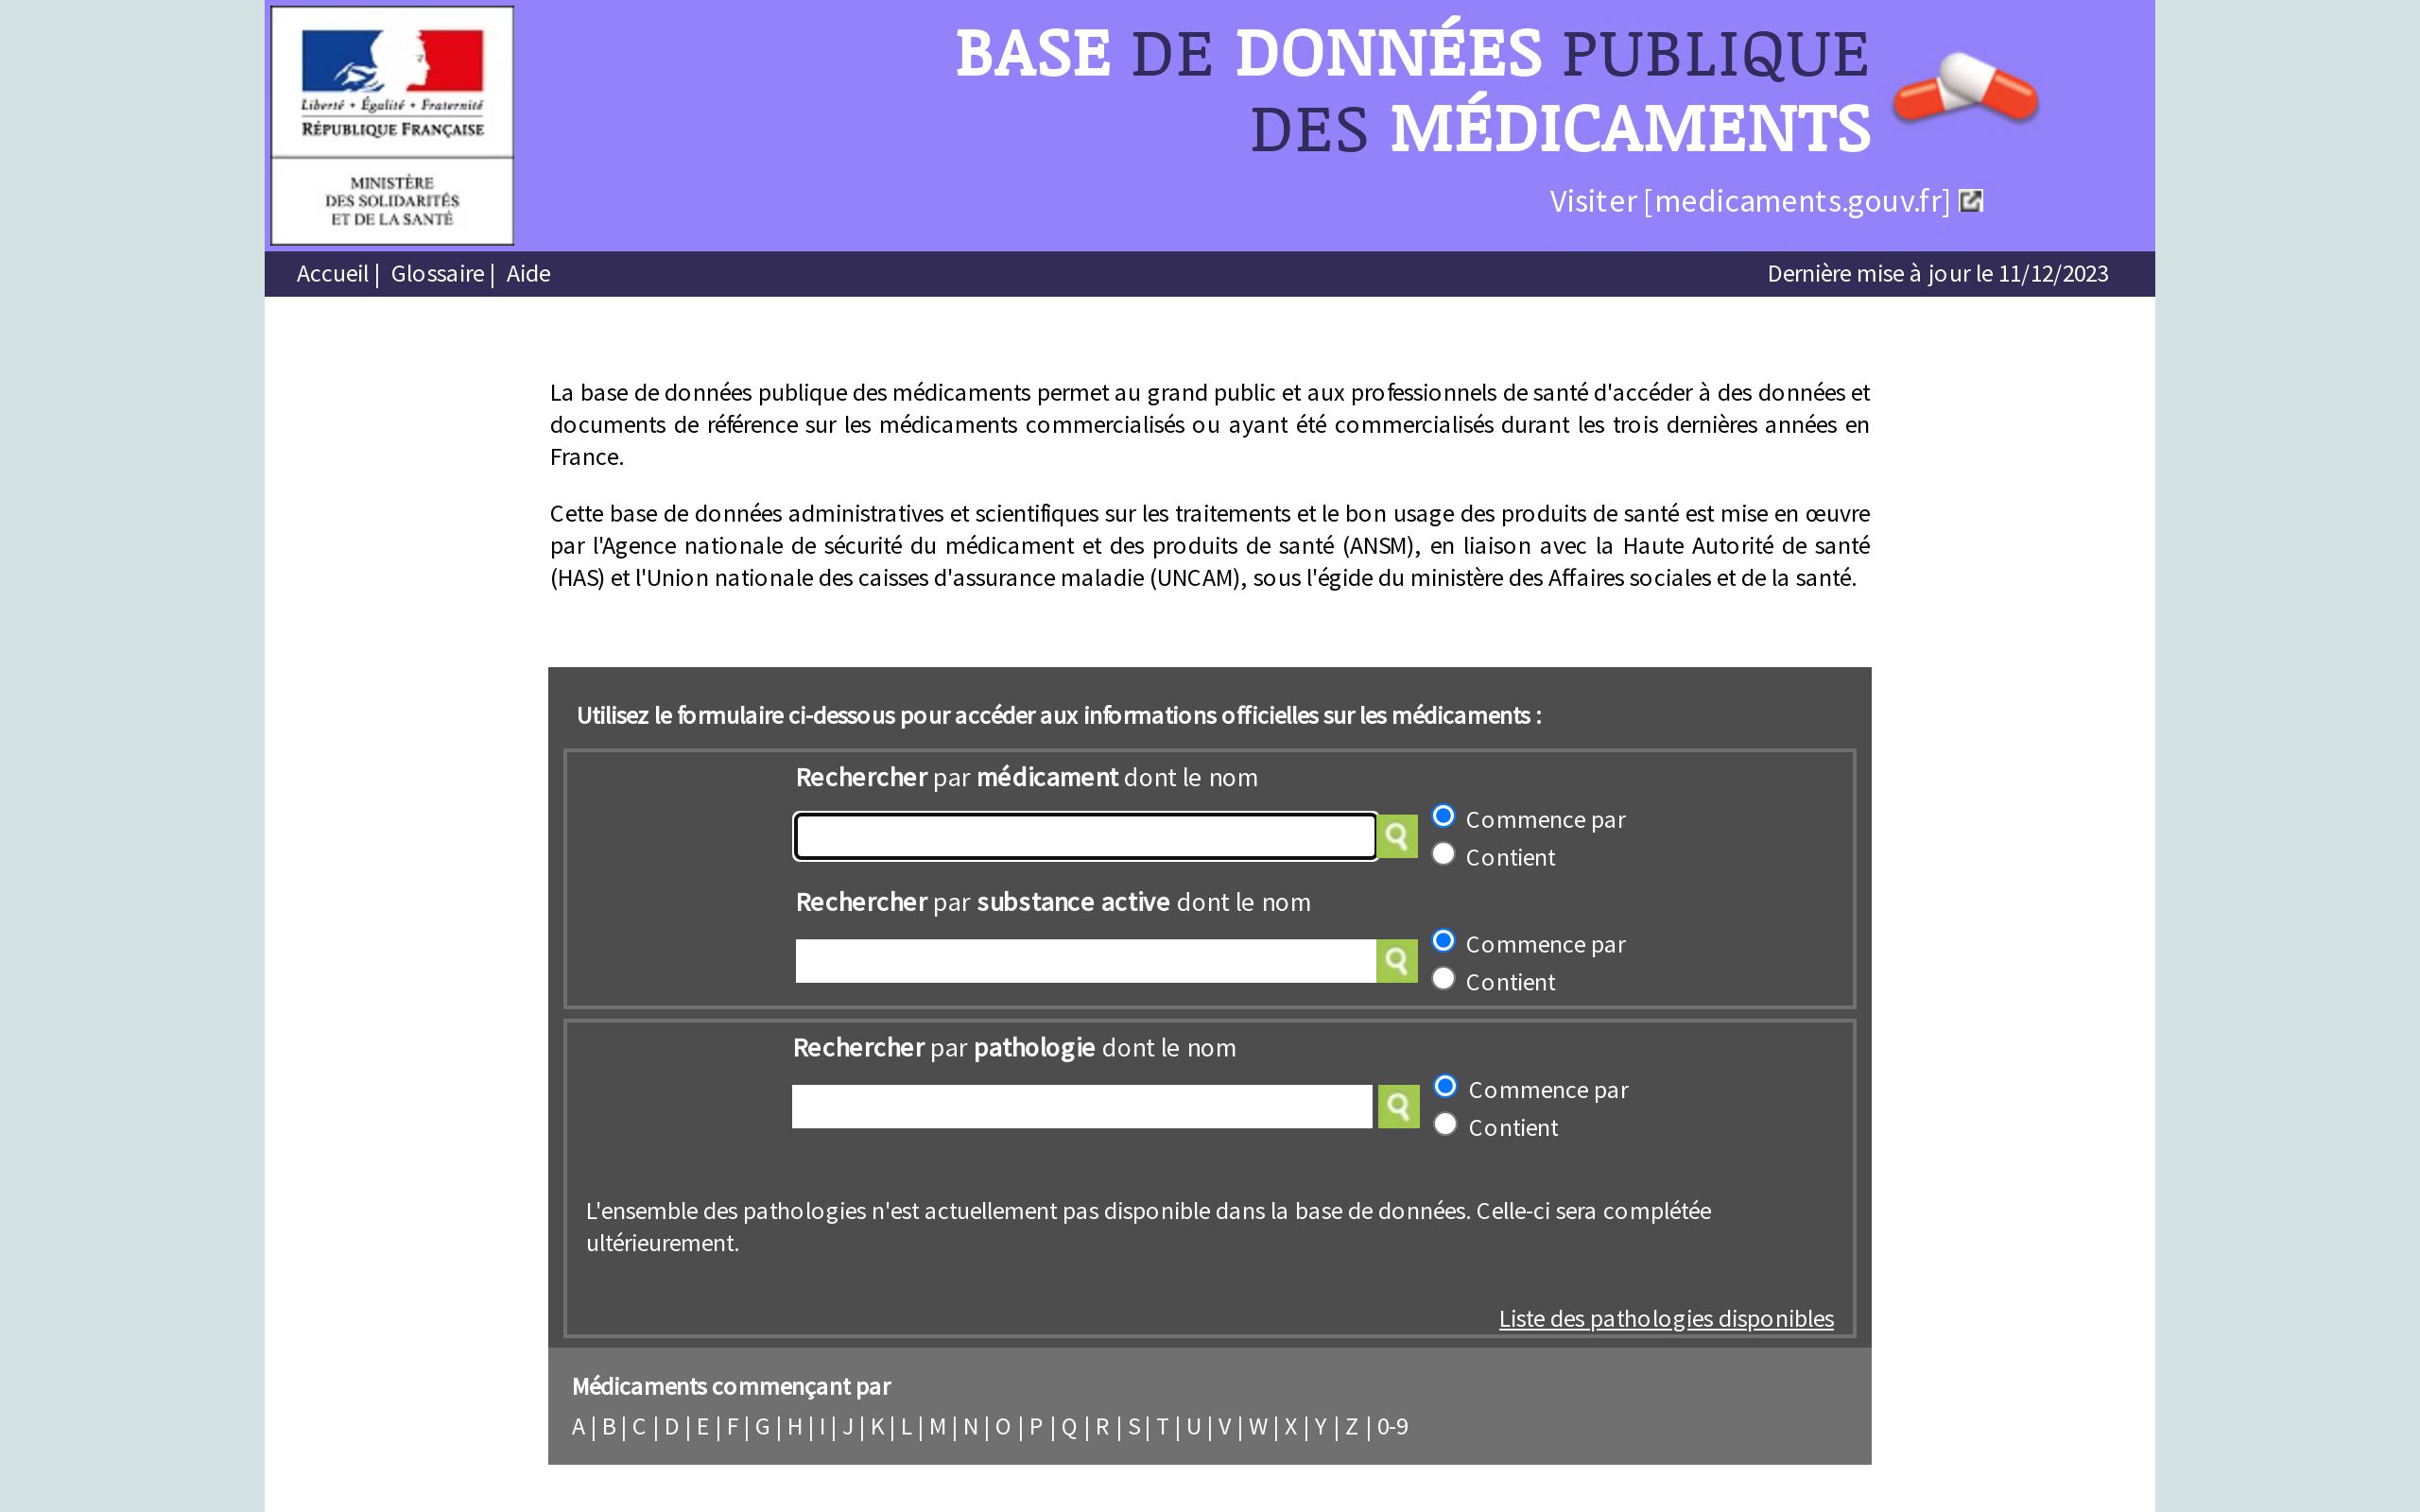 Liberté • Égalité • Fraternité
RÉPUBLIQUE FRANÇAISE
MINISTÈRE
DES SOLIDARITÉS
ET DE LA SANTÉ
BASE DE DONNÉES PUBLIQUE
DES MÉDICAMENTS
Visiter [medicaments.gouv.fr]
Accueil | Glossaire | Aide
Dernière mise à jour le 11/12/2023
La base de données publique des médicaments permet au grand public et aux professionnels de santé d'accéder à des données et
documents de référence sur les médicaments commercialisés ou ayant été commercialisés durant les trois dernières années en
France.
Cette base de données administratives et scientifiques sur les traitements et le bon usage des produits de santé est mise en œuvre
par l'Agence nationale de sécurité du médicament et des produits de santé (ANSM), en liaison avec la Haute Autorité de santé
(HAS) et l'Union nationale des caisses d'assurance maladie (UNCAM), sous l'égide du ministère des Affaires sociales et de la santé.
Utilisez le formulaire ci-dessous pour accéder aux informations officielles sur les médicaments :
Rechercher par médicament dont le nom
Commence par
Contient
Rechercher par substance active dont le nom
Commence par
Contient
Rechercher par pathologie dont le nom
Commence par
Contient
L'ensemble des pathologies n'est actuellement pas disponible dans la base de données. Celle-ci sera complétée
ultérieurement.
Liste des pathologies disponibles
Médicaments commençant par
A | B | C | D | E | F | G | H | I | J | K | L | M | N | O | P | Q | R | S | T | U | V | W | X | Y | Z | 0-9